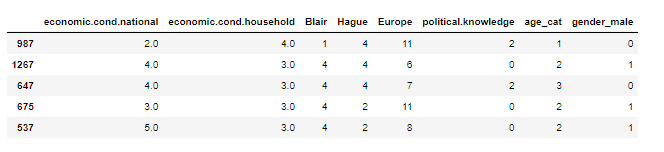 economic.cond.national economic.cond.household Blair Hague Europe political.knowledge age_cat gender_male
987 2.0 4.0 1 4 11 2 1 0
1267 4.0 3.0 4 4 6 0 2 1
647 4.0 3.0 4 4 7 2 3 0
675 3.0 3.0 4 2 11 0 2 1
537 5.0 3.0 4 2 8 0 2 1